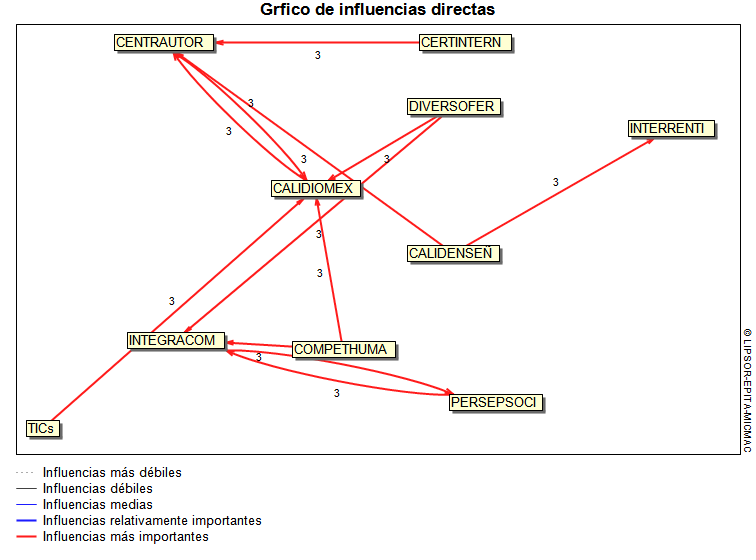 Grfico de influencias directas
CENTRAUTOR
CERTINTERN
3
DIVERSOFER
3
INTERRENTI
3
3
3
CALIDIOMEX
3
3
CALIDENSEÑ
3
3
INTEGRACOM
COMPETHUMA
3
3
PERSEPSOCI
TICs
© LIPSOR-EPITA-MICMAC
Influencias más débiles
Influencias débiles
Influencias medias
Influencias relativamente importantes
Influencias más importantes